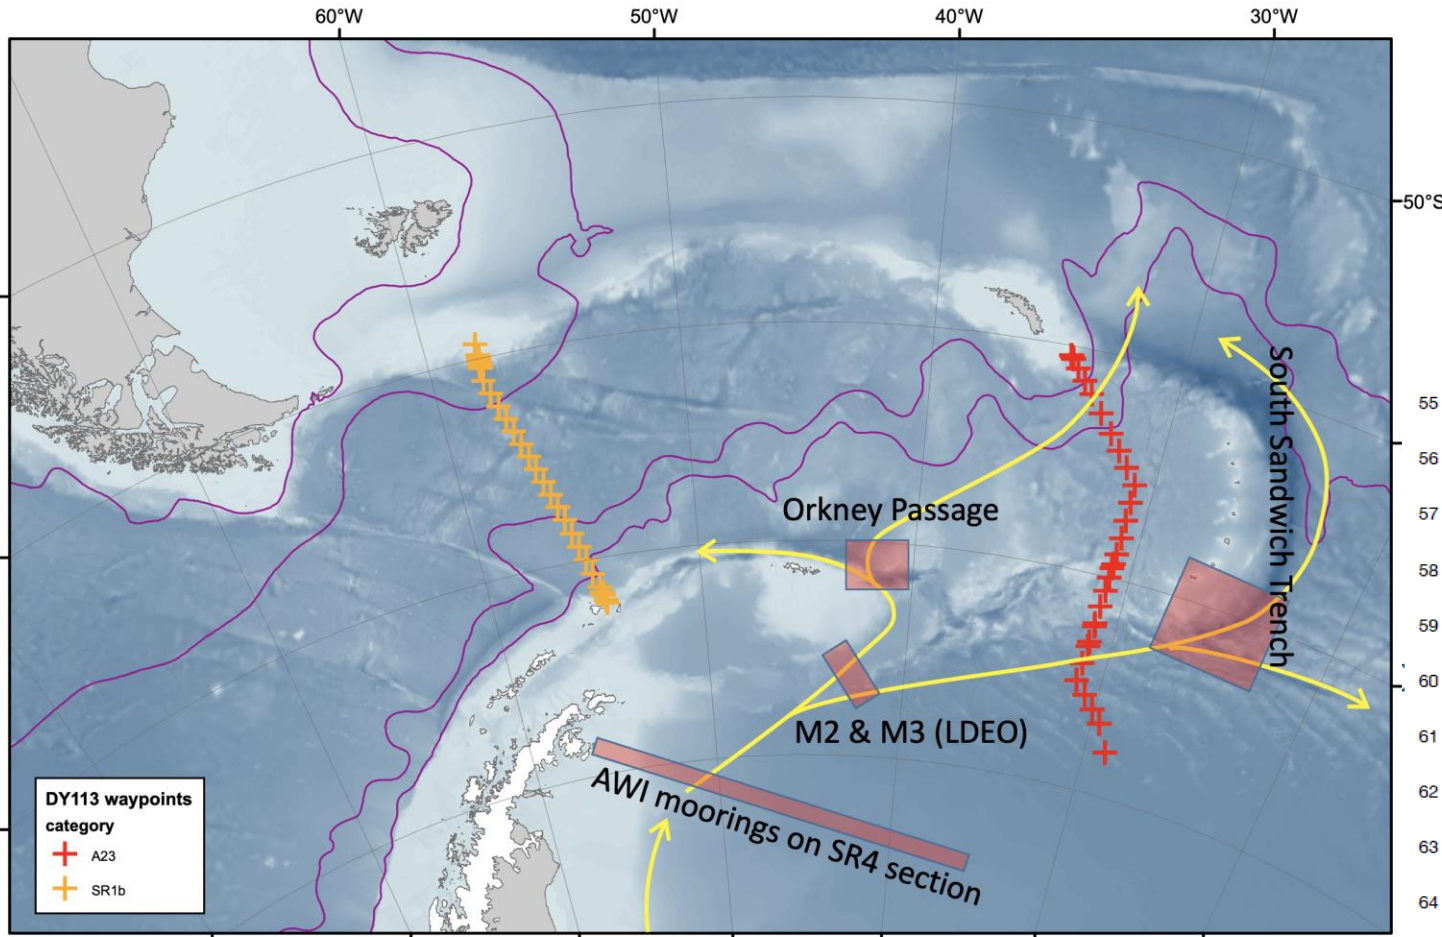 60°W
50°W
40°W
30°W
50°S
South Sandwich Trench
55
56
57
58
59
60
61
62
63
64
Orkney Passage
M2 & M3 (LDEO)
AWI moorings on SR4 section
DY113 waypoints
category
A23
SR1b